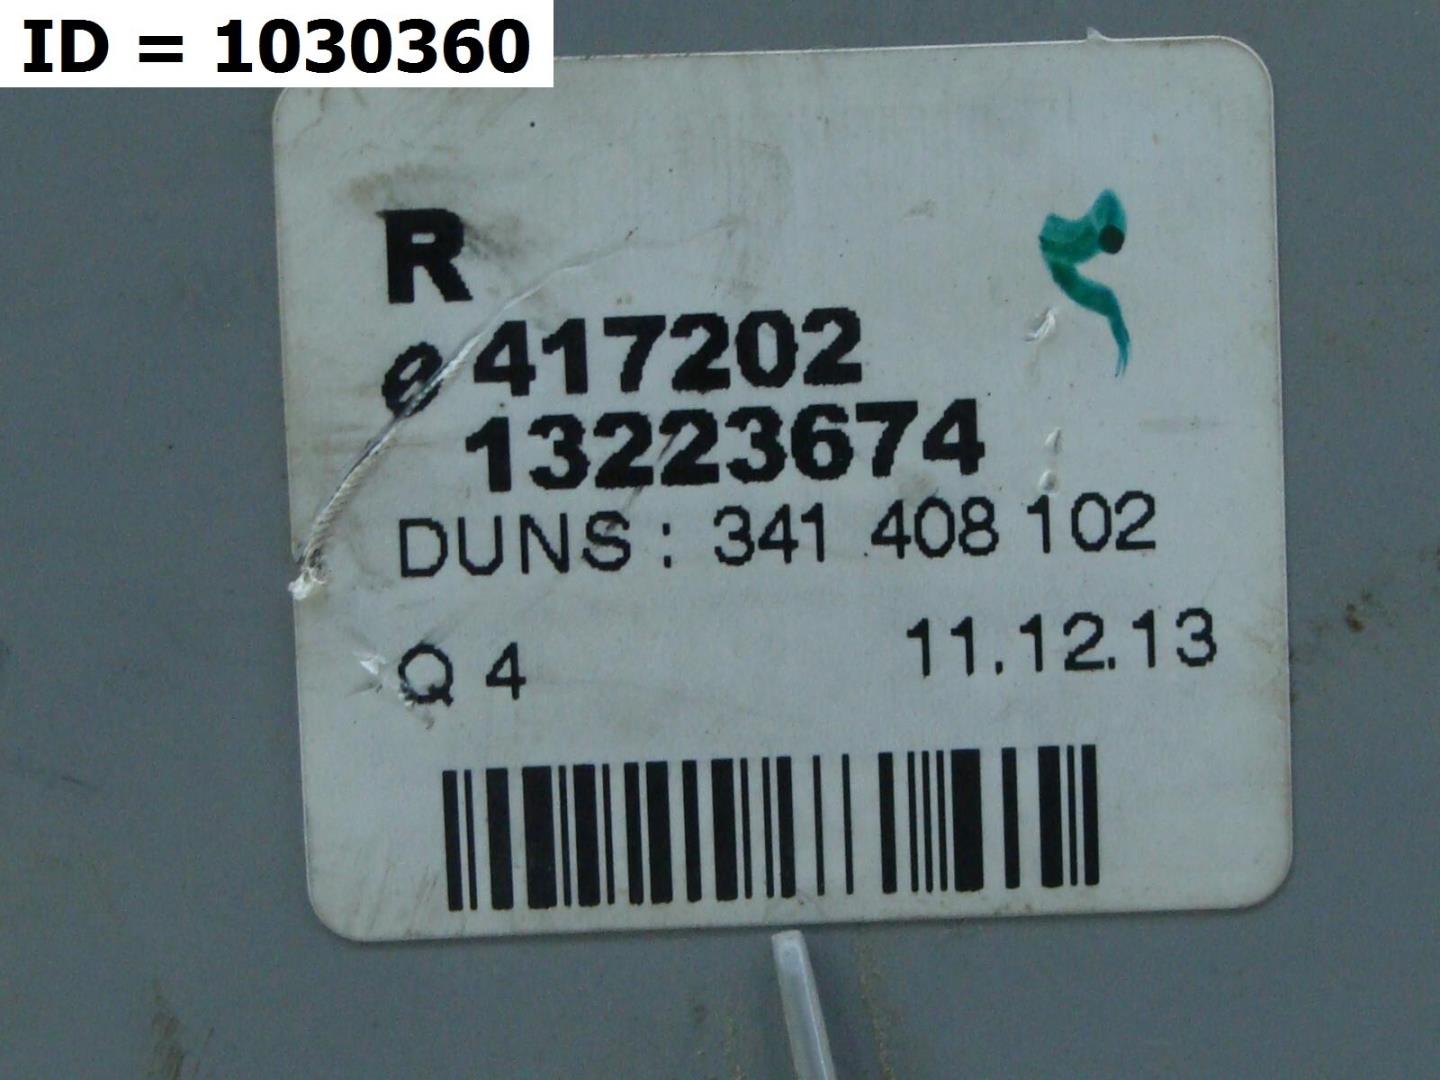 ID = 1030360
R
e 417202
13223674
DUNS: 341 408 102
Q 4 11.12.13